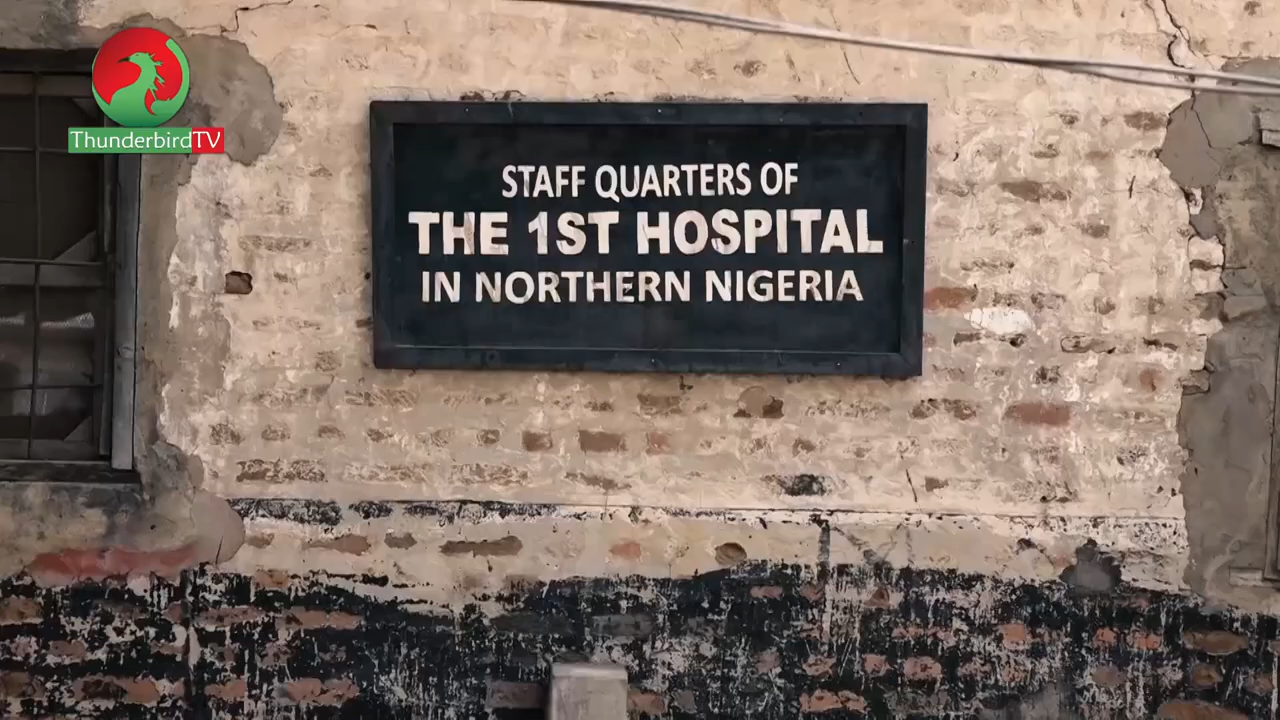 ThunderbirdTV
STAFF QUARTERS OF
THE 1ST HOSPITAL
IN NORTHERN NIGERIA